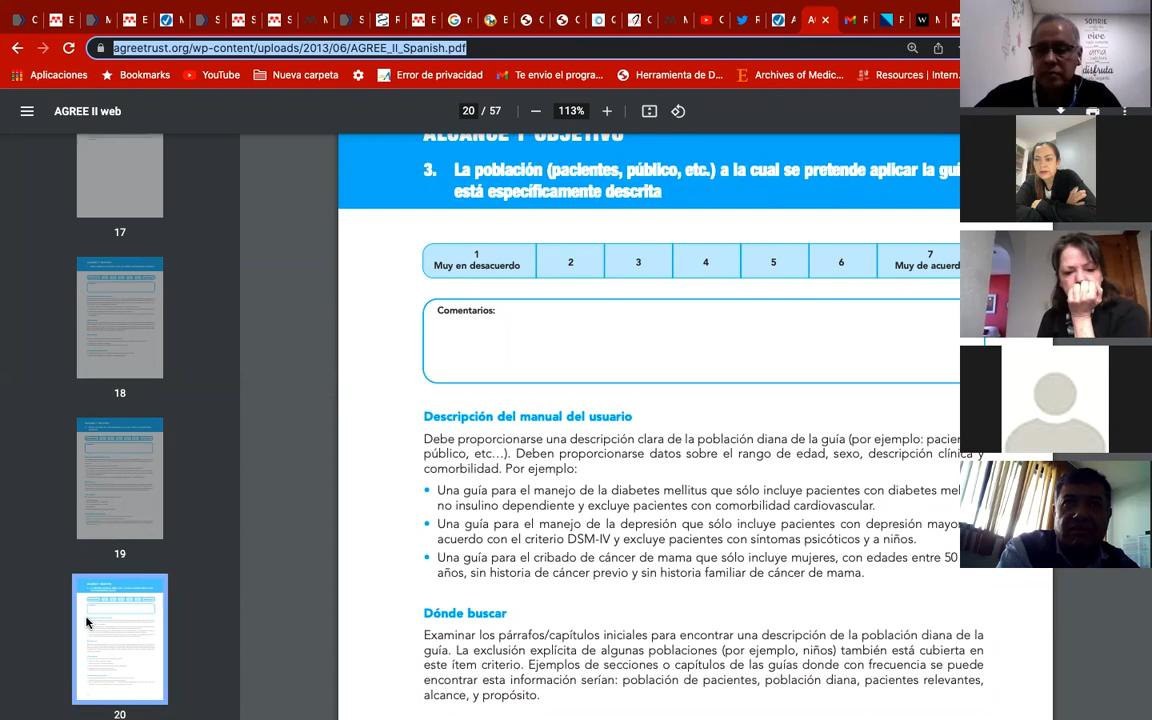 agreetrust.org/wp-content/uploads/2013/06/AGREE_II_Spanish.pdf
Aplicaciones Bookmarks YouTube Nueva carpeta Error de privacidad Te envio el progra... Herramienta de D... Archives of Medic... Resources | Intern...
AGREE II web 20 / 57 113%
ALCANCE Y OBJETIVO
3. La población (pacientes, público, etc.) a la cual se pretende aplicar la guí
está específicamente descrita
1 2 3 4 5 6 7
Muy en desacuerdo Muy de acuerd
Comentarios:
Descripción del manual del usuario
Debe proporcionarse una descripción clara de la población diana de la guía (por ejemplo: pacien
público, etc…). Deben proporcionarse datos sobre el rango de edad, sexo, descripción clínica y
comorbilidad. Por ejemplo:
• Una guía para el manejo de la diabetes mellitus que sólo incluye pacientes con diabetes mel
no insulino dependiente y excluye pacientes con comorbilidad cardiovascular.
• Una guía para el manejo de la depresión que sólo incluye pacientes con depresión mayo
acuerdo con el criterio DSM-IV y excluye pacientes con síntomas psicóticos y a niños.
• Una guía para el cribado de cáncer de mama que sólo incluye mujeres, con edades entre 50
años, sin historia de cáncer previo y sin historia familiar de cáncer de mama.
Dónde buscar
Examinar los párrafos/capítulos iniciales para encontrar una descripción de la población diana de la
guía. La exclusión explícita de algunas poblaciones (por ejemplo, niños) también está cubierta en
este ítem criterio. Ejemplos de secciones o capítulos de las guías donde con frecuencia se puede
encontrar esta información serían: población de pacientes, población diana, pacientes relevantes,
alcance, y propósito.
17
18
19
20
SONRIE
vive
ama
disfruta